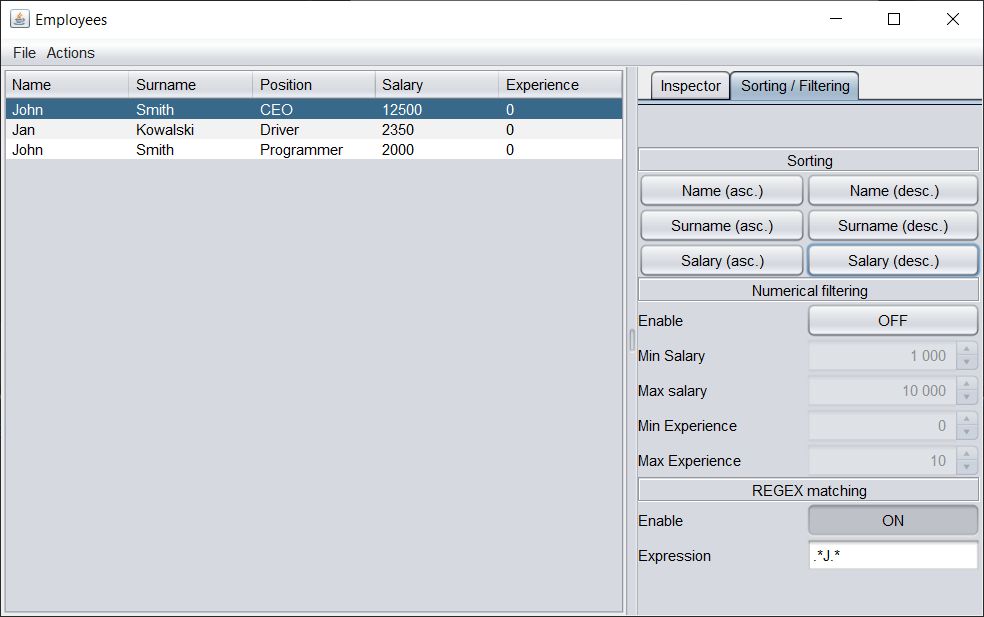 Employees
File Actions
Name Surname Position Salary Experience
John Smith CEO 12500 0
Jan Kowalski Driver 2350 0
John Smith Programmer 2000 0
Inspector Sorting / Filtering
Sorting
Name (asc.) Name (desc.)
Surname (asc.) Surname (desc.)
Salary (asc.) Salary (desc.)
Numerical filtering
Enable OFF
Min Salary 1 000
Max salary 10 000
Min Experience 0
Max Experience 10
REGEX matching
Enable ON
Expression .*J.*